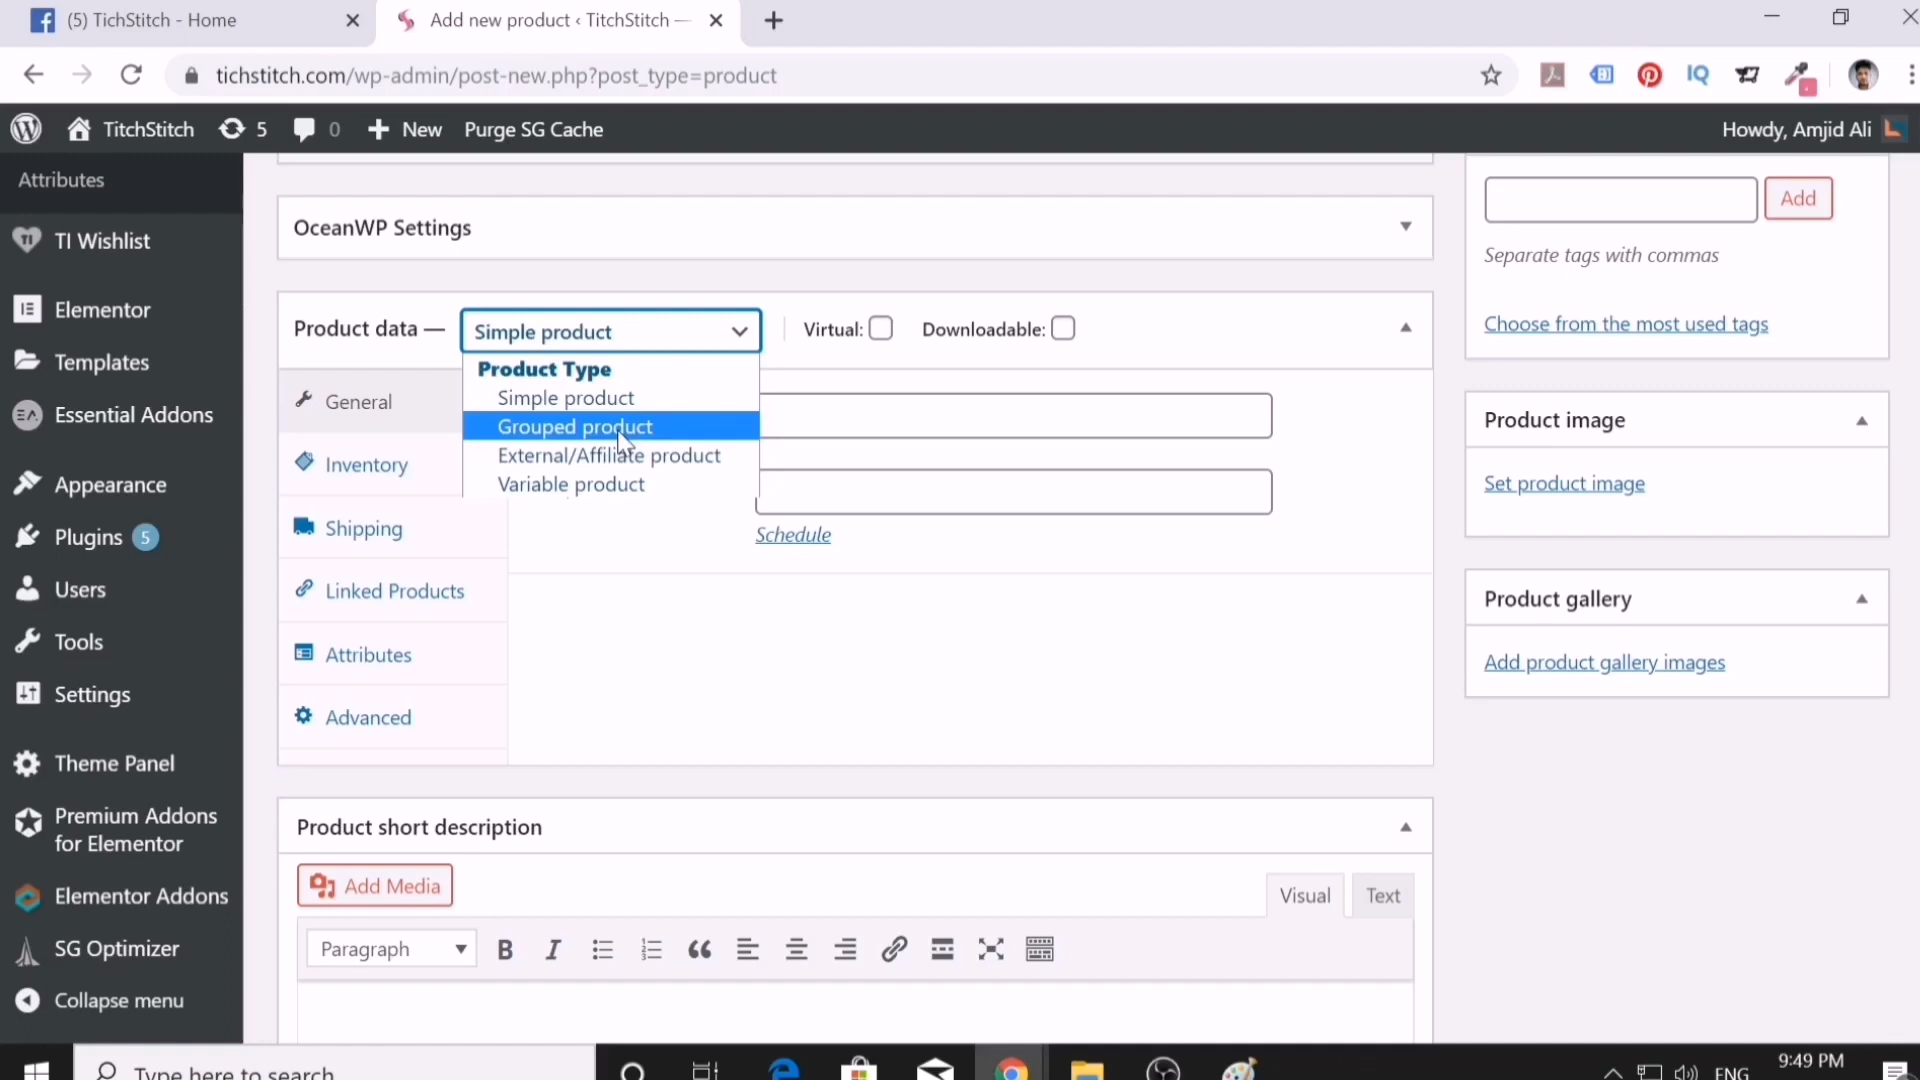 (5) TichStitch - Home
Add new product ‹ TitchStitch —
tichstitch.com/wp-admin/post-new.php?post_type=product
IQ
TitchStitch 5 0 New Purge SG Cache
Howdy, Amjid Ali
Attributes
TI Wishlist
Elementor
Templates
Essential Addons
Appearance
Plugins 5
Users
Tools
Settings
Theme Panel
Premium Addons
for Elementor
Elementor Addons
SG Optimizer
Collapse menu
OceanWP Settings
Product data —
Simple product
Virtual:
Downloadable:
Product Type
Simple product
Grouped product
External/Affiliate product
Variable product
General
Inventory
Shipping
Linked Products
Attributes
Advanced
Schedule
Product short description
Add Media
Visual
Text
Paragraph
Add
Separate tags with commas
Choose from the most used tags
Product image
Set product image
Product gallery
Add product gallery images
Type here to search
ENG
9:49 PM